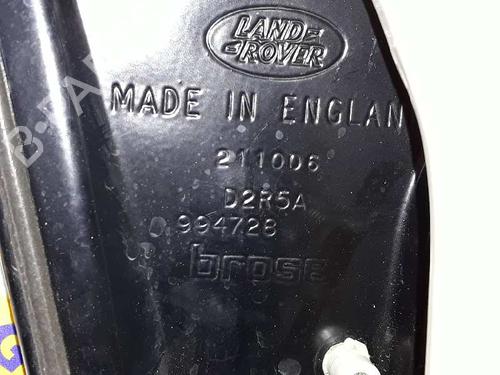 LAND
ROVER
MADE IN ENGLAN
211006
D2R5A
994728
brose